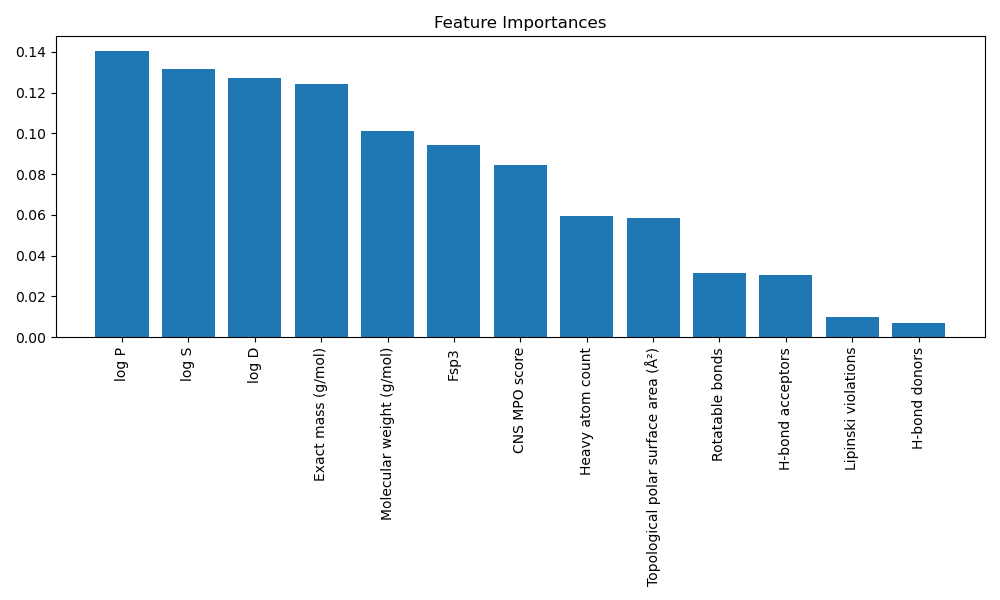 Feature Importances
0.14
0.12
0.10
0.08
0.06
0.04
0.02
0.00
log P
log S
log D
Exact mass (g/mol)
Molecular weight (g/mol)
Fsp3
CNS MPO score
Heavy atom count
Topological polar surface area (Å²)
Rotatable bonds
H-bond acceptors
Lipinski violations
H-bond donors